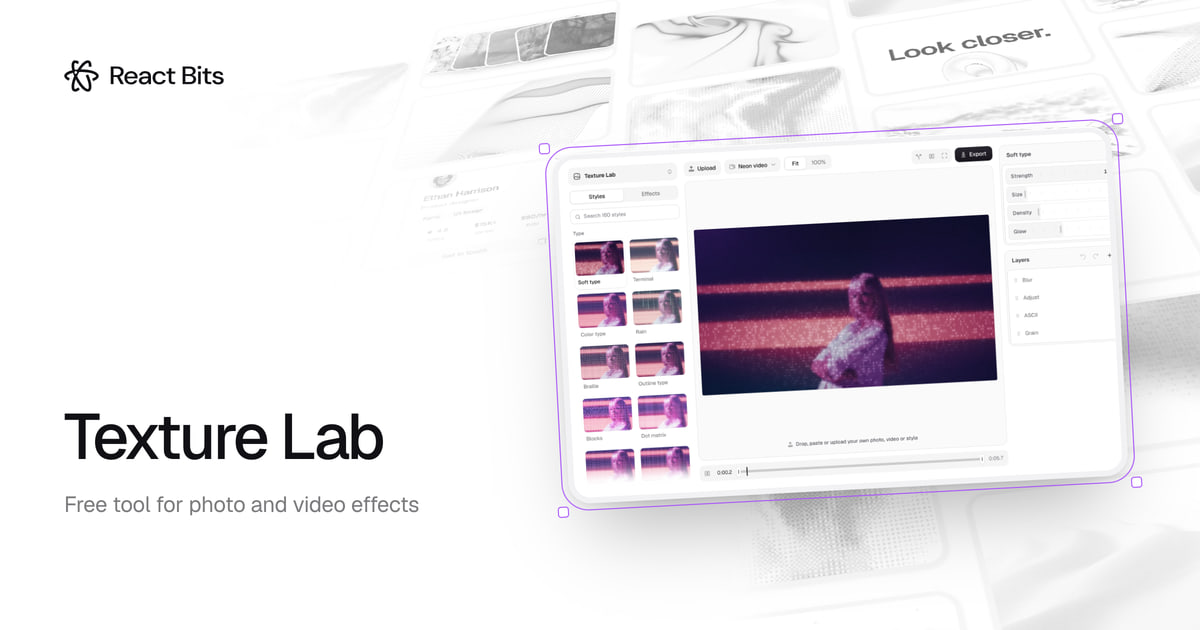 React Bits
Texture Lab
Free tool for photo and video effects
Look closer.
Ethan Harrison
Texture Lab
Upload
Neon video
Fit
100%
Export
Styles
Effects
Search 160 styles
Type
Soft type
Terminal
Color type
Rain
Braille
Outline type
Blocks
Dot matrix
Drop, paste or upload your own photo, video or style
0:00.2
0:05.7
Soft type
Strength
Size
Density
Glow
Layers
Blur
Adjust
ASCII
Grain